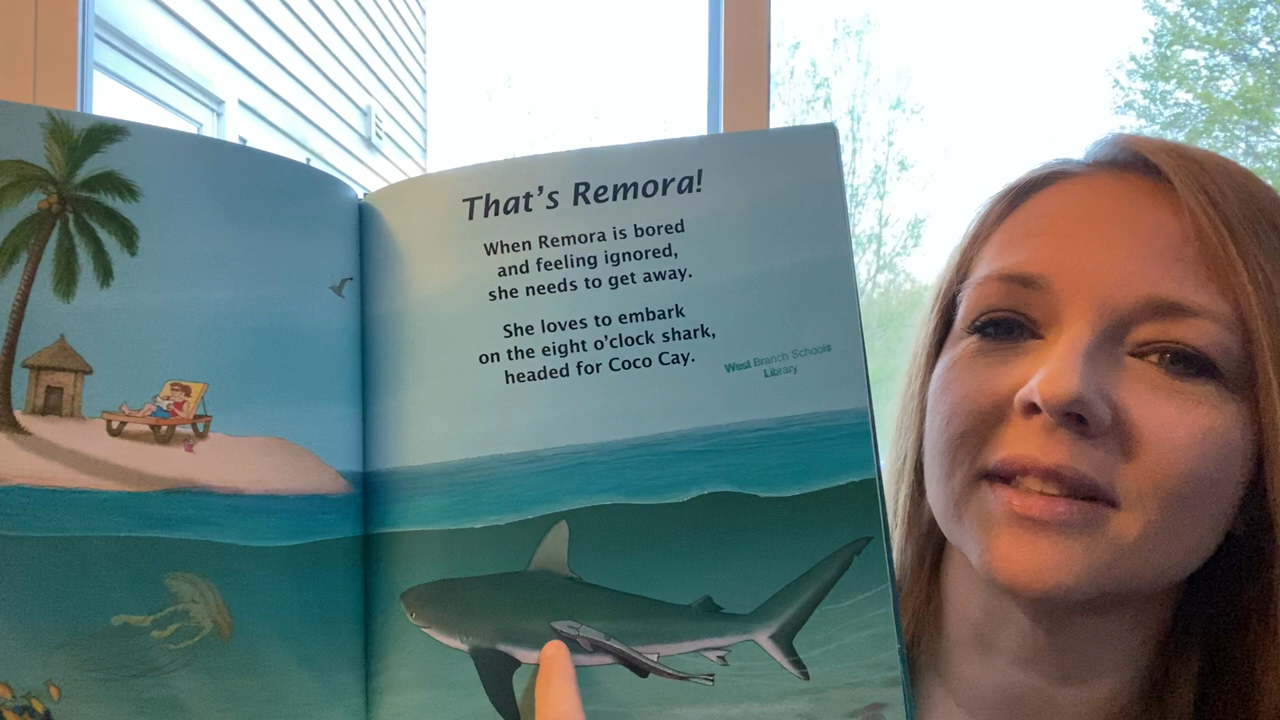 That's Remora!
When Remora is bored
and feeling ignored,
she needs to get away.
She loves to embark
on the eight o'clock shark,
headed for Coco Cay.
West Branch Schools
Library